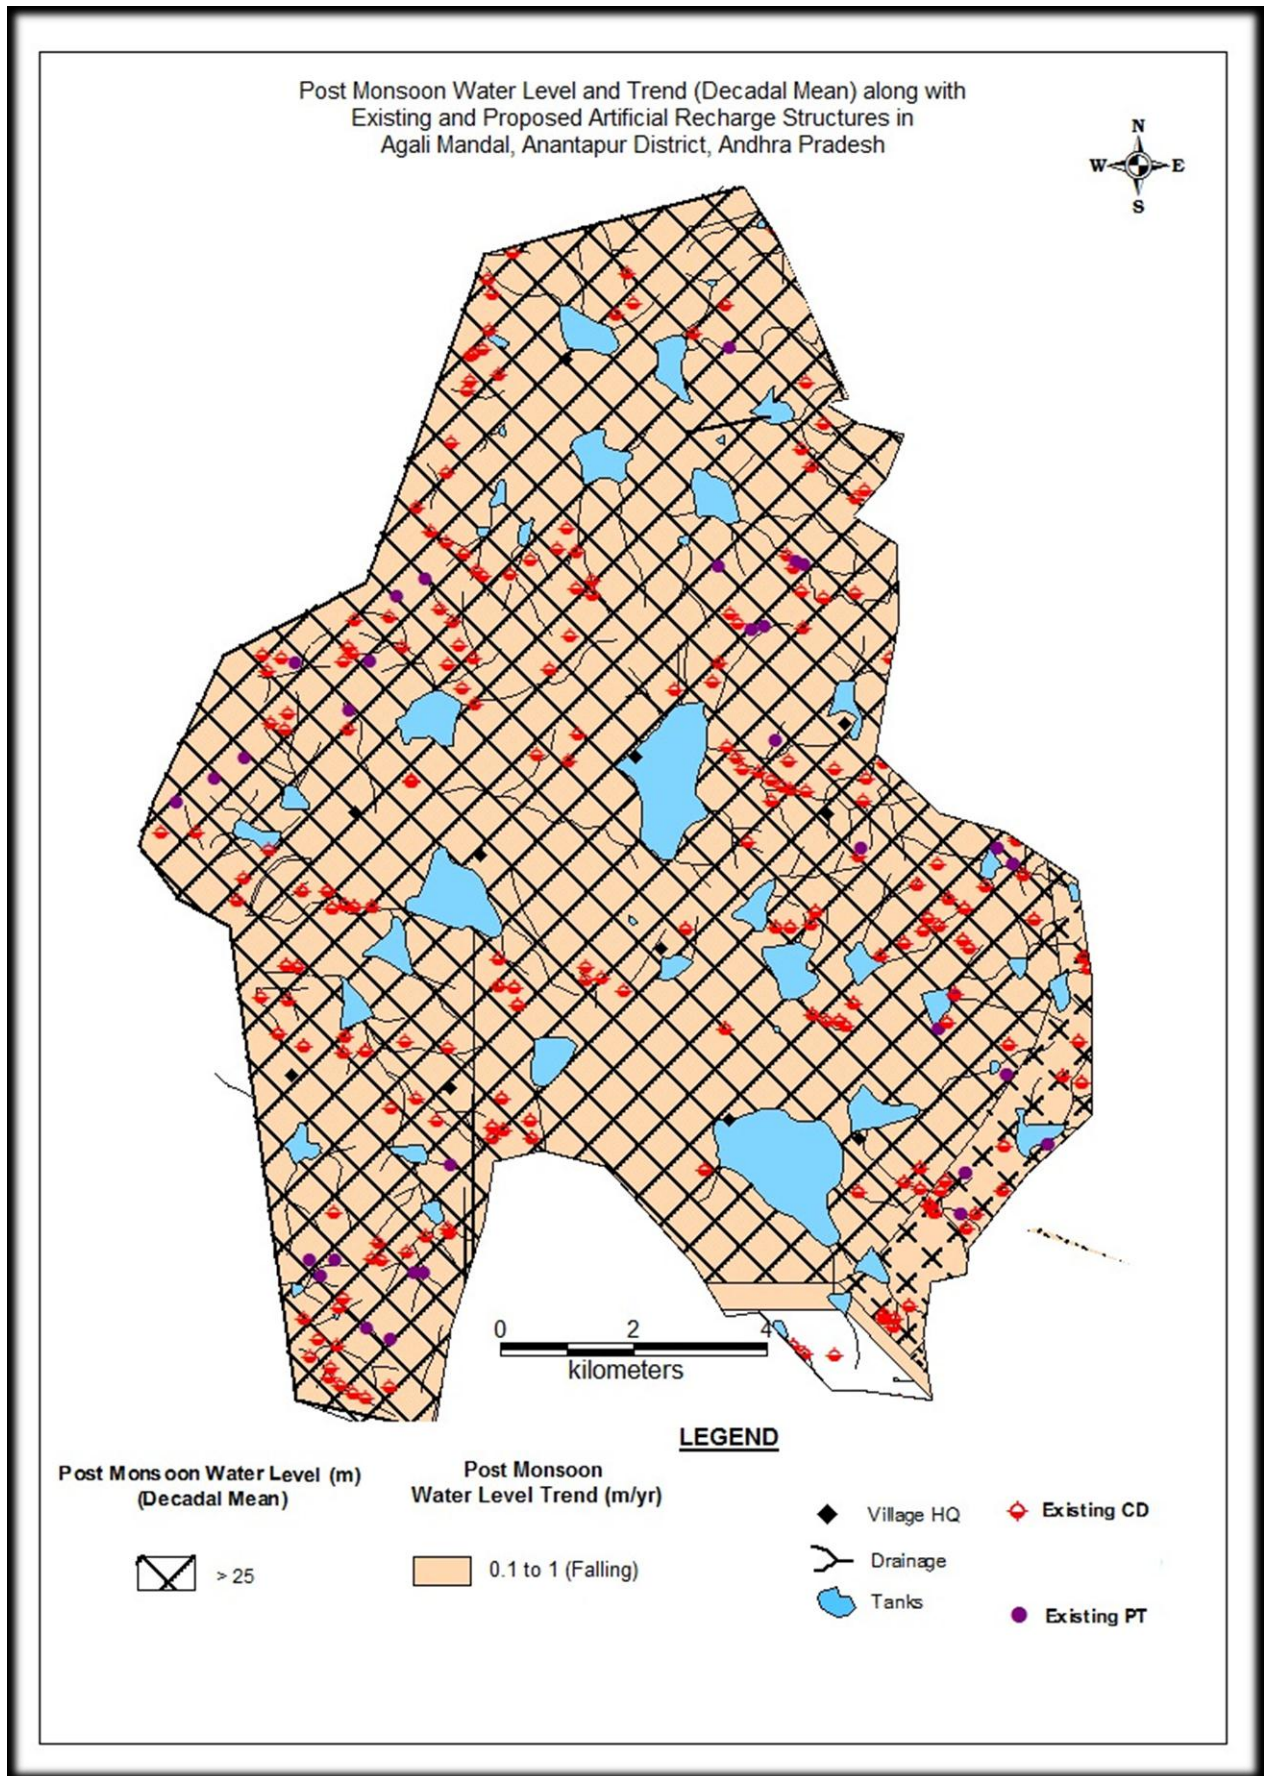 Post Monsoon Water Level and Trend (Decadal Mean) along with
Existing and Proposed Artificial Recharge Structures in
Agali Mandal, Anantapur District, Andhra Pradesh
N
W E
S
0 2 4
kilometers
LEGEND
Post Monsoon Water Level (m)
(Decadal Mean)
> 25
Post Monsoon
Water Level Trend (m/yr)
0.1 to 1 (Falling)
Village HQ
Drainage
Tanks
Existing CD
Existing PT